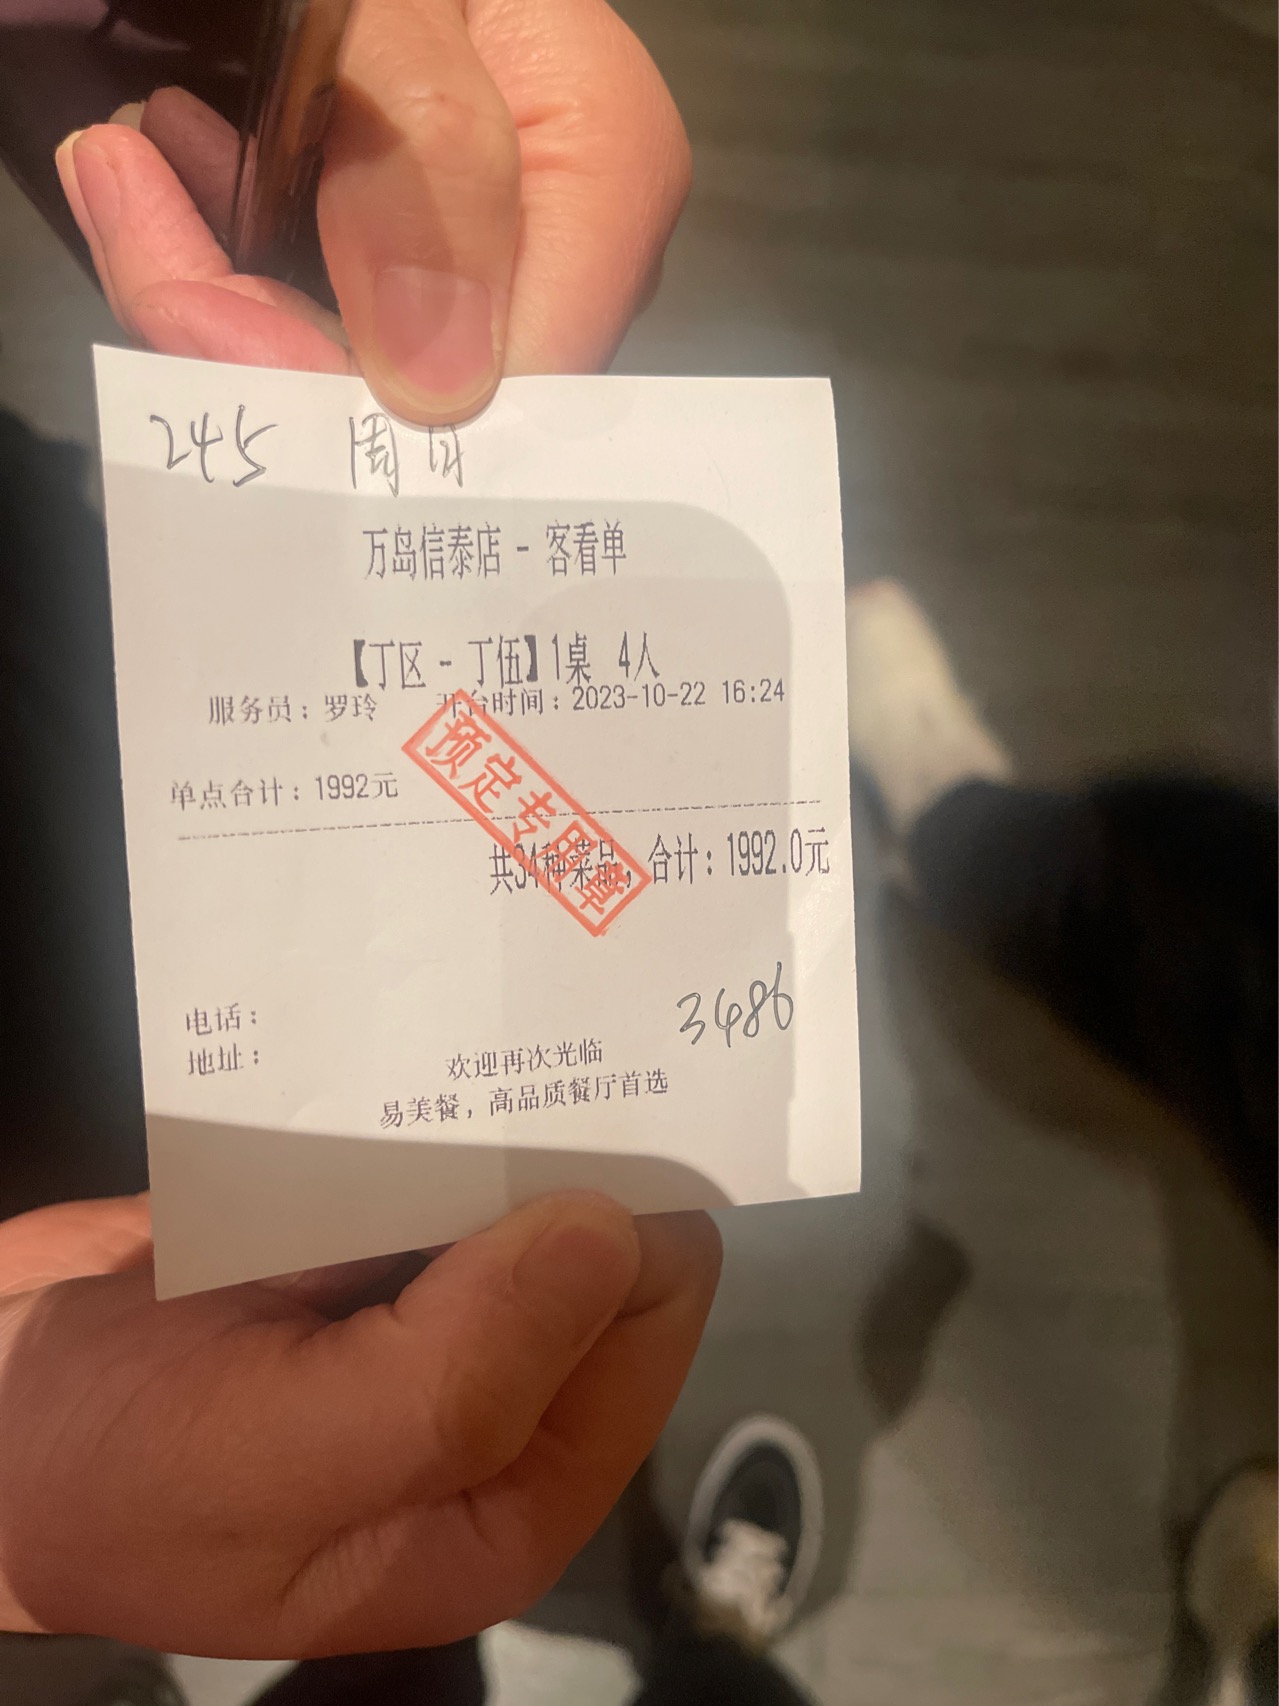 245 周日
万岛信泰店 - 客看单
【丁区 - 丁伍】1桌 4人
服务员：罗玲 开台时间：2023-10-22 16:24
单点合计：1992元
预定专用章
共34种菜品，合计：1992.0元
3486
电话：
地址：
欢迎再次光临
易美餐，高品质餐厅首选